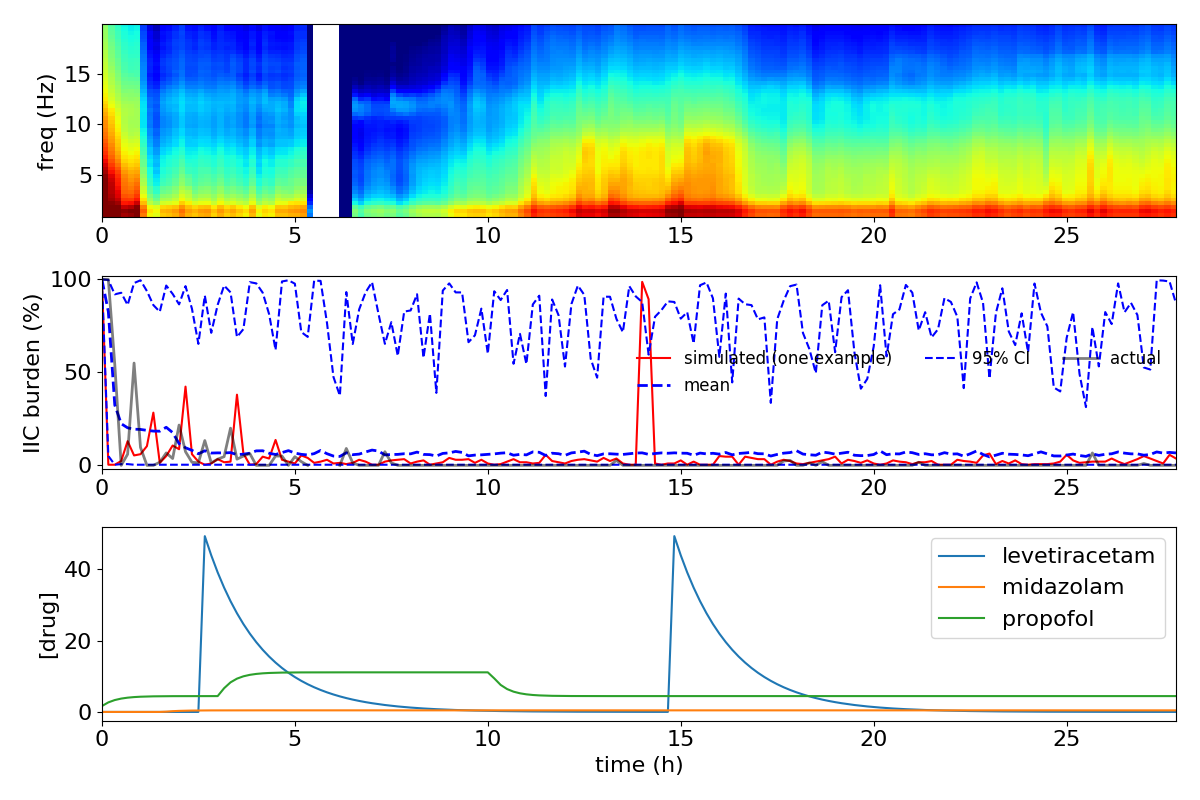 freq (Hz)
15
10
5
0 5 10 15 20 25
IIC burden (%)
100
50
0
simulated (one example) 95% CI actual
mean
0 5 10 15 20 25
[drug]
40
20
0
levetiracetam
midazolam
propofol
0 5 10 15 20 25
time (h)